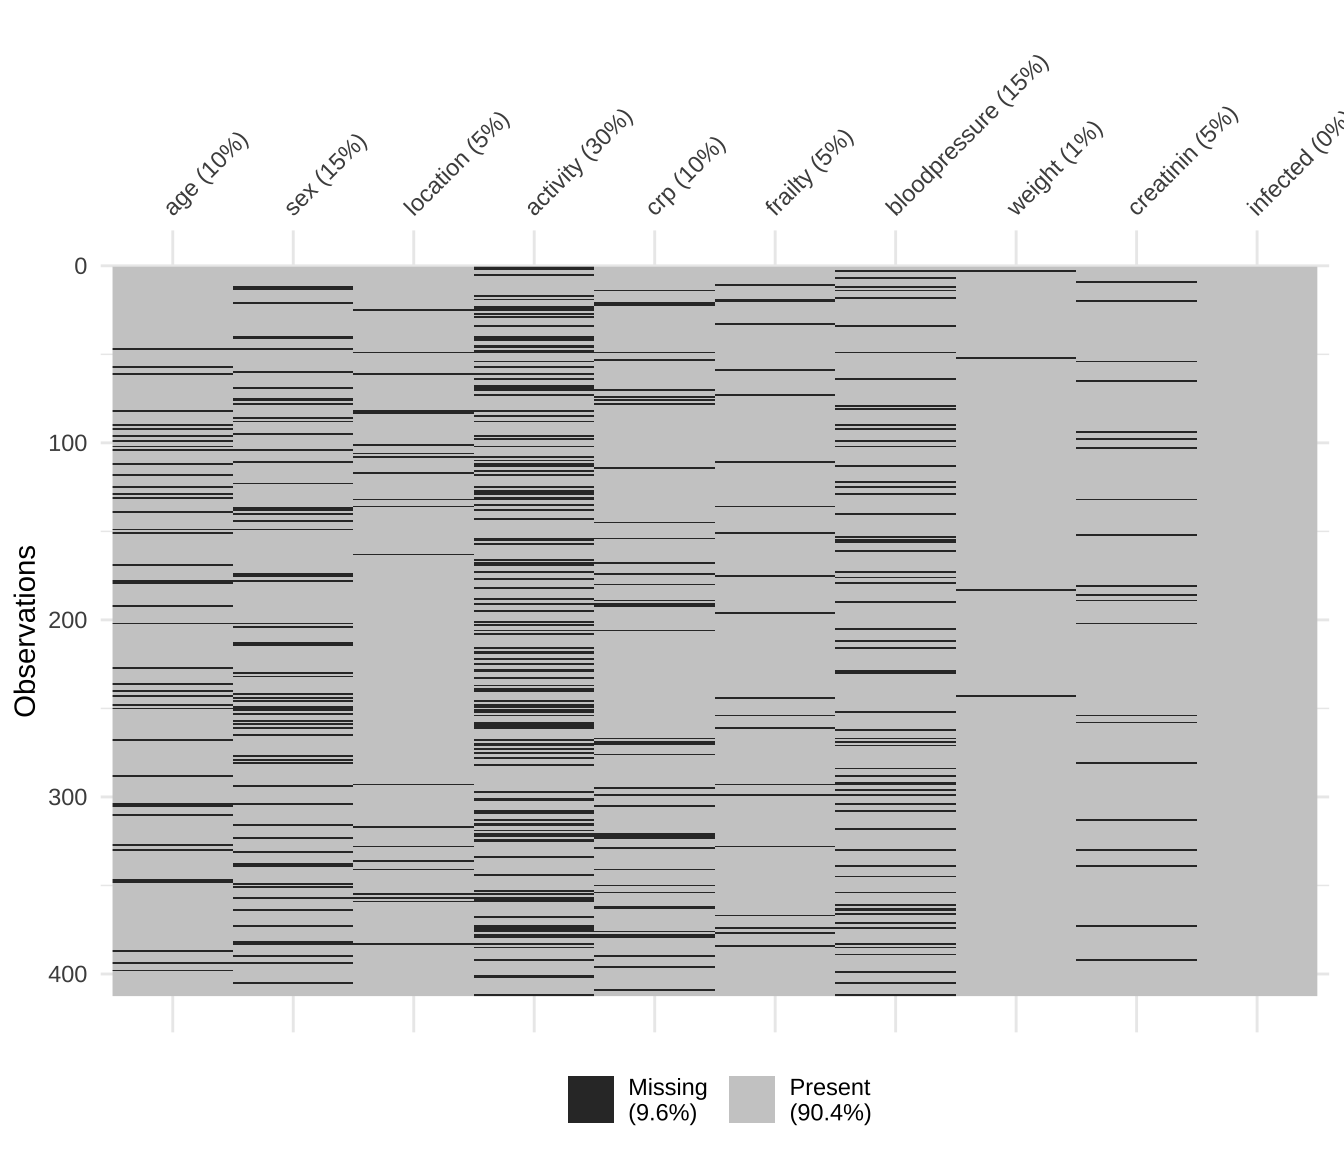 age (10%)
sex (15%)
location (5%)
activity (30%)
crp (10%)
frailty (5%)
bloodpressure (15%)
weight (1%)
creatinin (5%)
infected (0%
0
100
200
300
400
Observations
Missing
(9.6%)
Present
(90.4%)